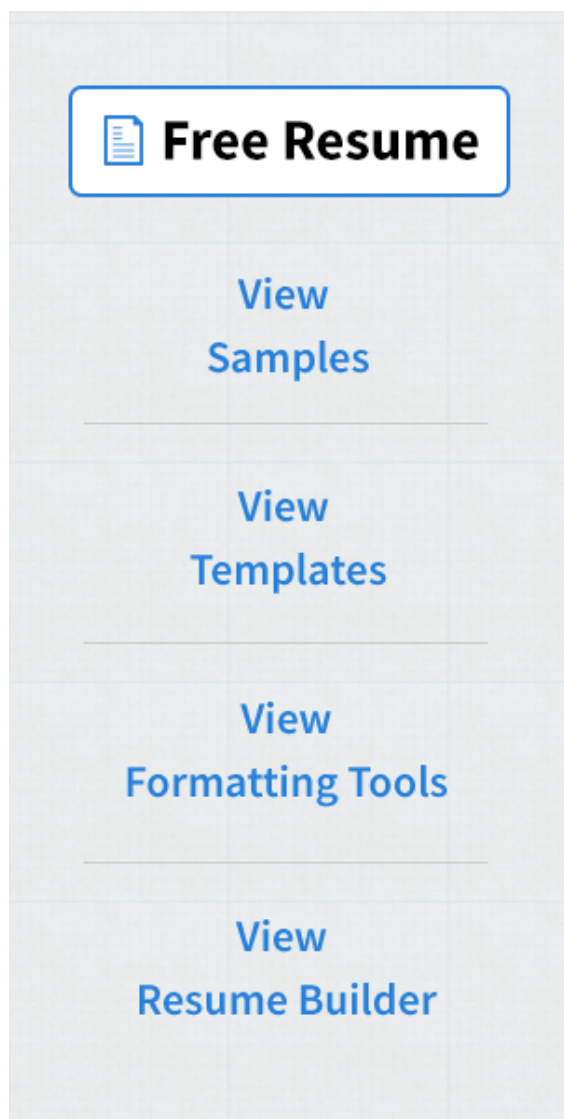 Free Resume
View
Samples
View
Templates
View
Formatting Tools
View
Resume Builder